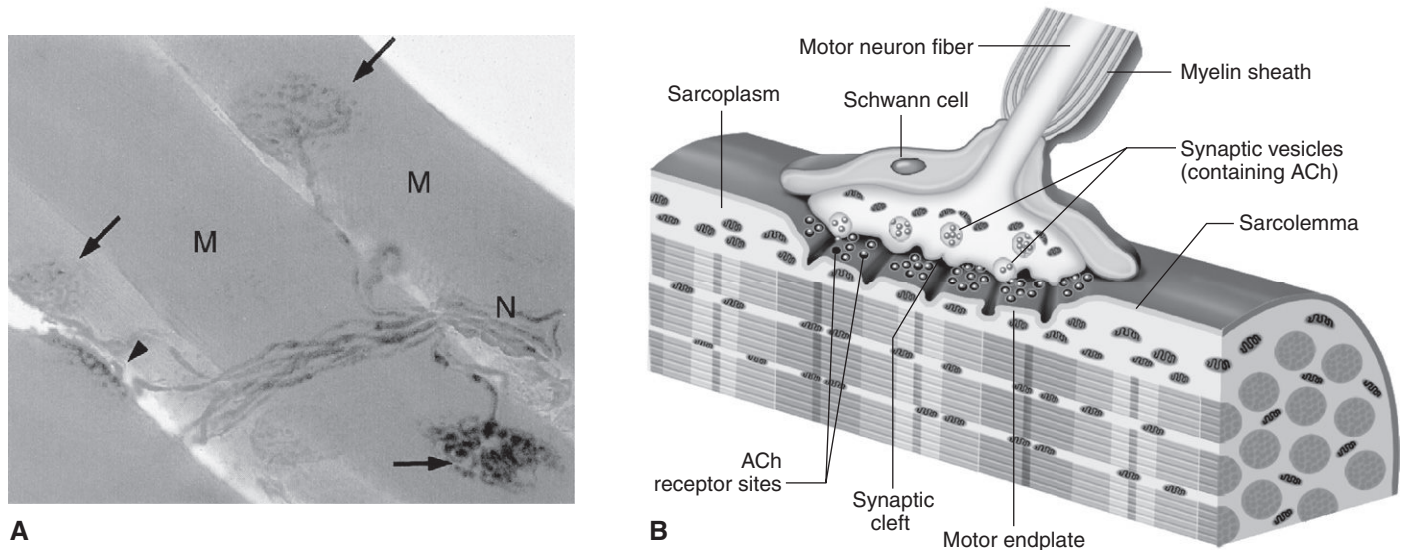 M
M
N
A
Motor neuron fiber
Myelin sheath
Sarcoplasm
Schwann cell
Synaptic vesicles
(containing ACh)
Sarcolemma
ACh
receptor sites
Synaptic
cleft
Motor endplate
B